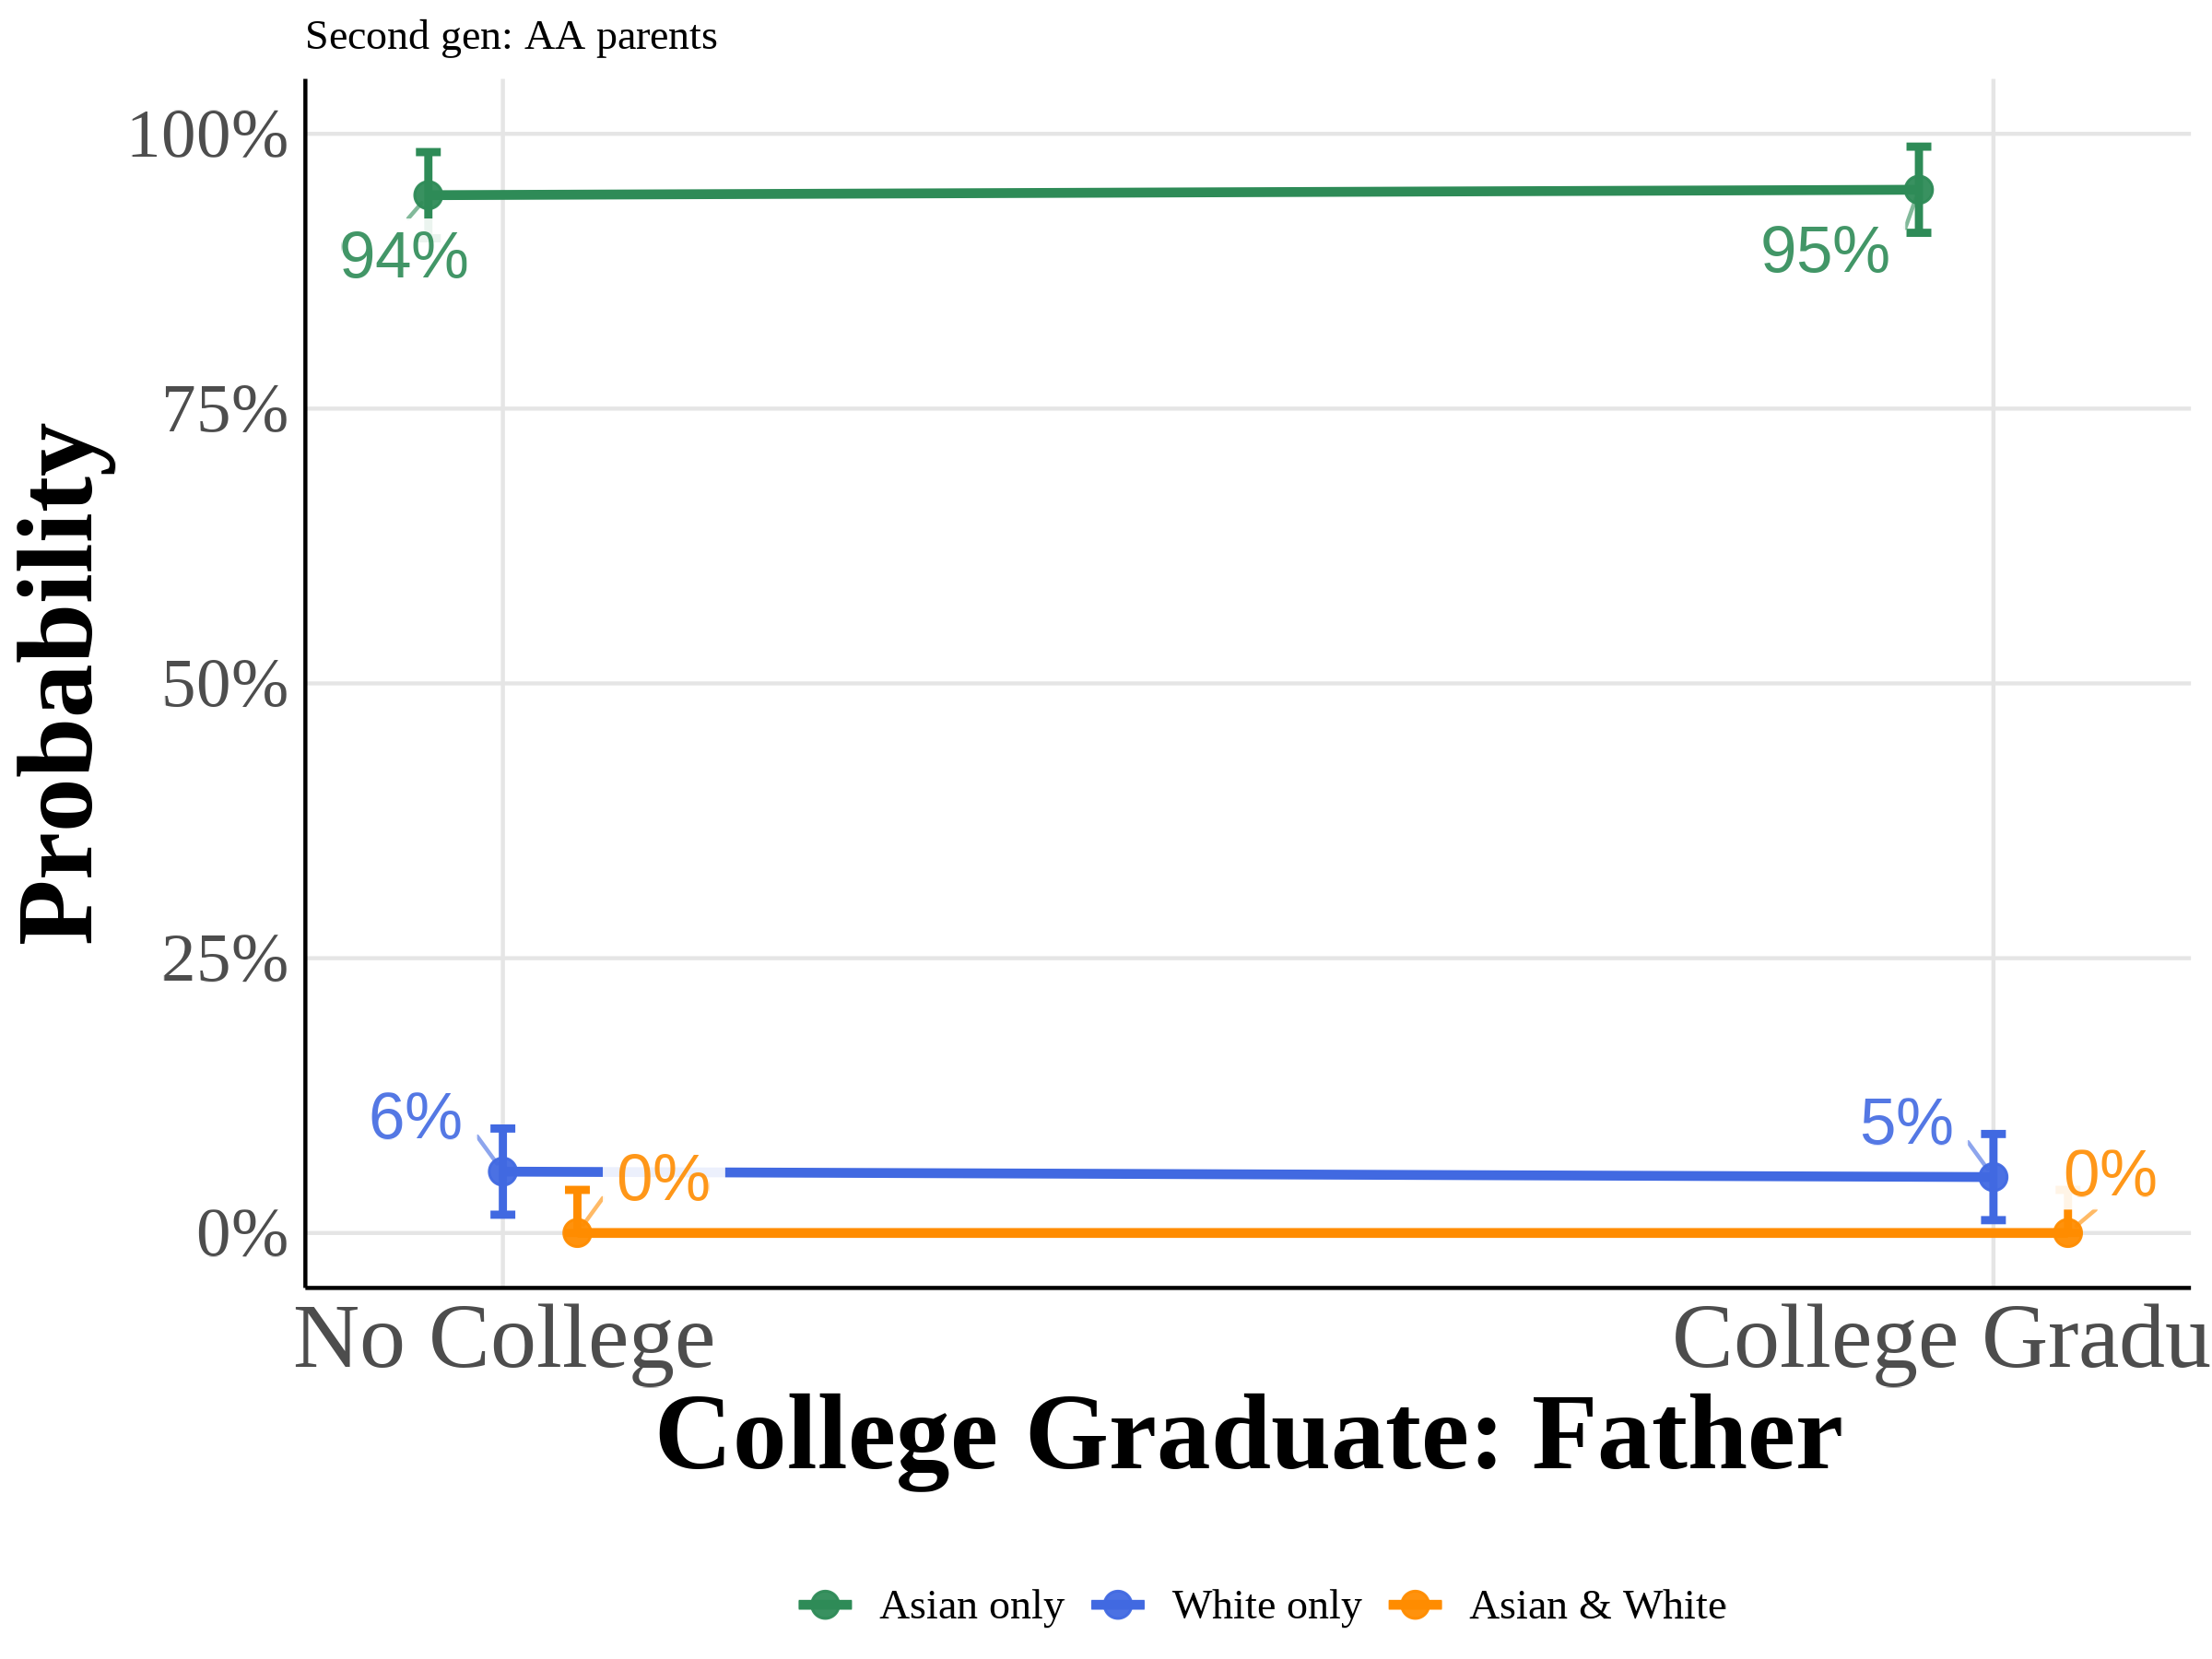 Second gen: AA parents
100%
94%
95%
75%
Probability
50%
25%
6%
5%
0%
0%
0%
No College
College Gradu
College Graduate: Father
Asian only
White only
Asian & White